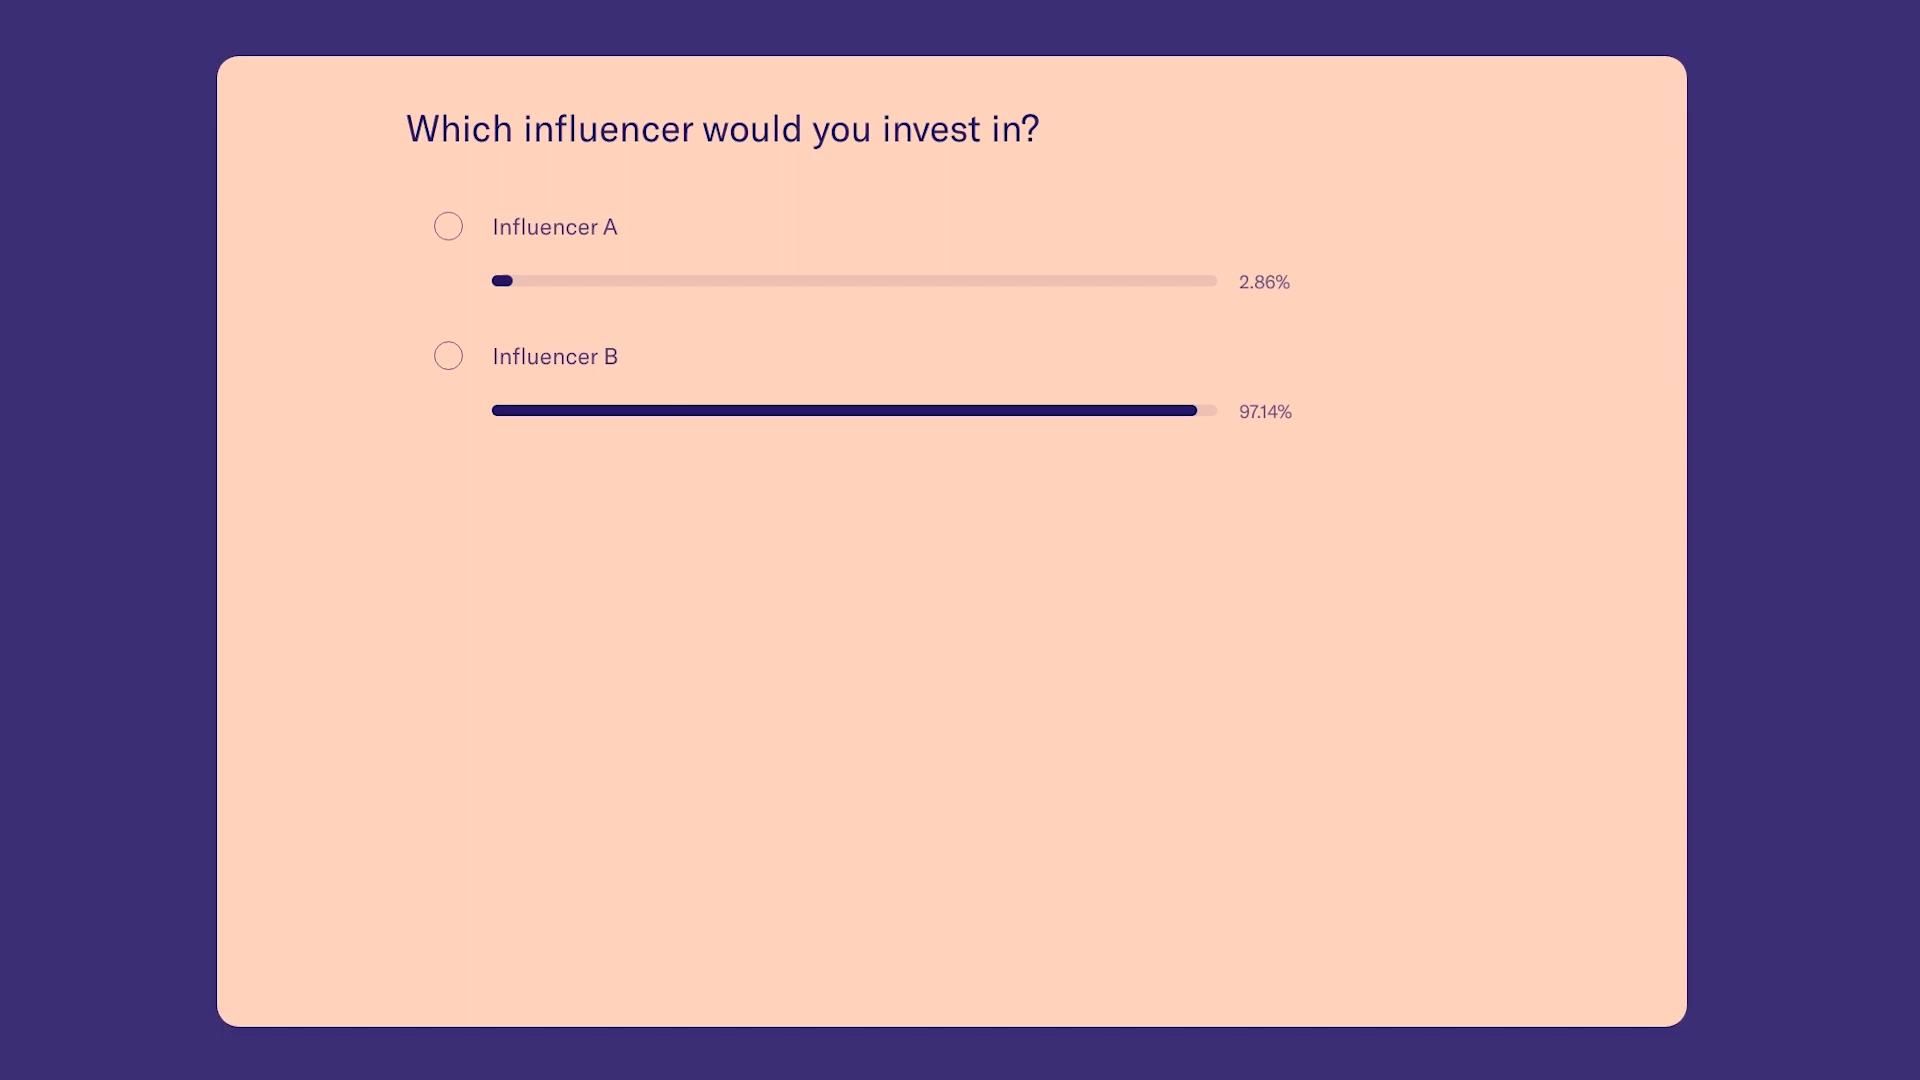 Which influencer would you invest in?
Influencer A
2.86%
Influencer B
97.14%